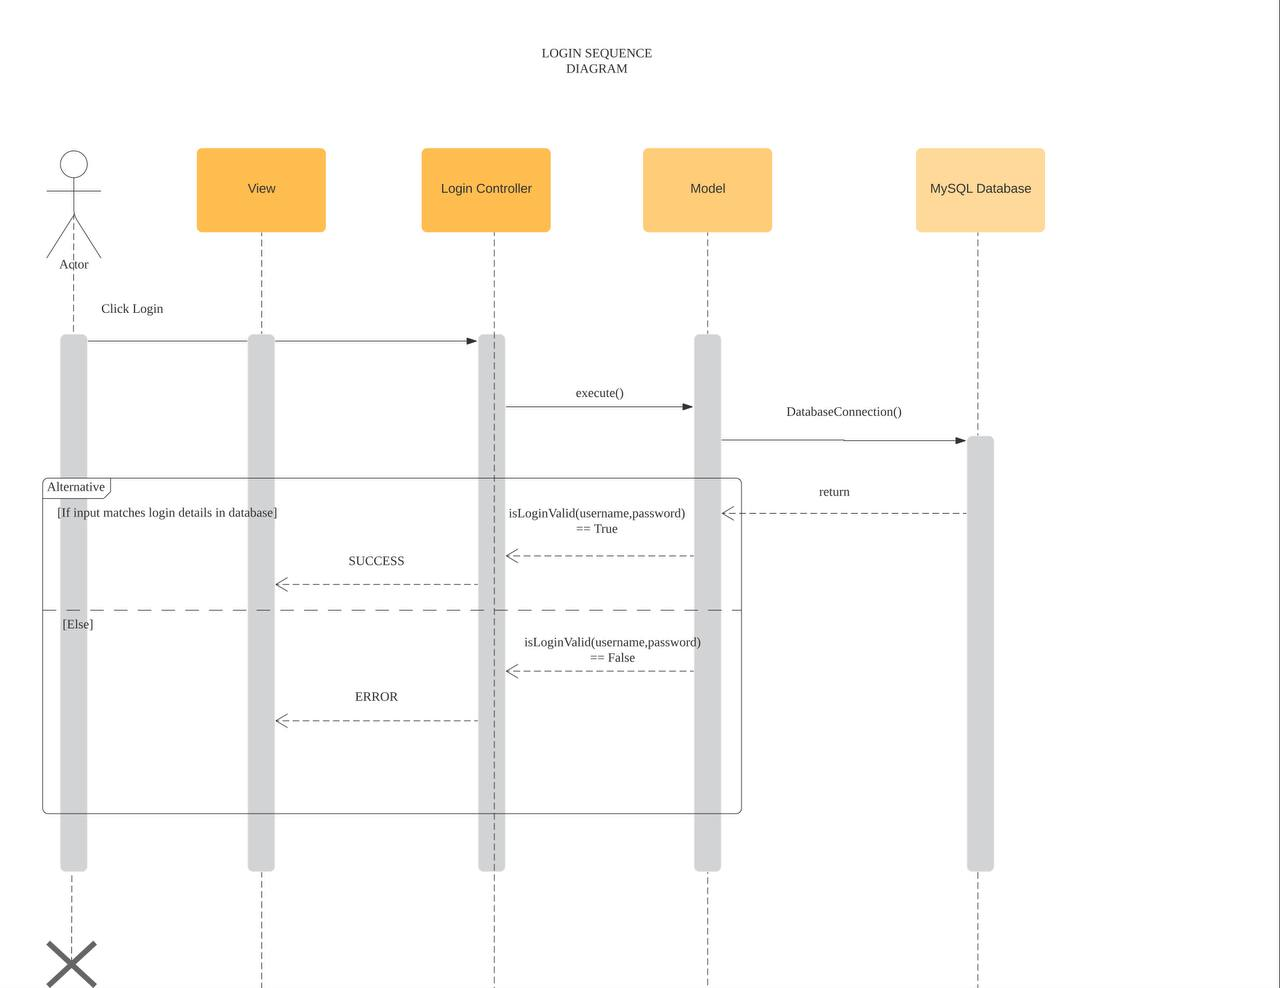 LOGIN SEQUENCE
DIAGRAM
View
Login Controller
Model
MySQL Database
Actor
Click Login
execute()
DatabaseConnection()
Alternative
return
[If input matches login details in database]
isLoginValid(username,password)
== True
SUCCESS
[Else]
isLoginValid(username,password)
== False
ERROR